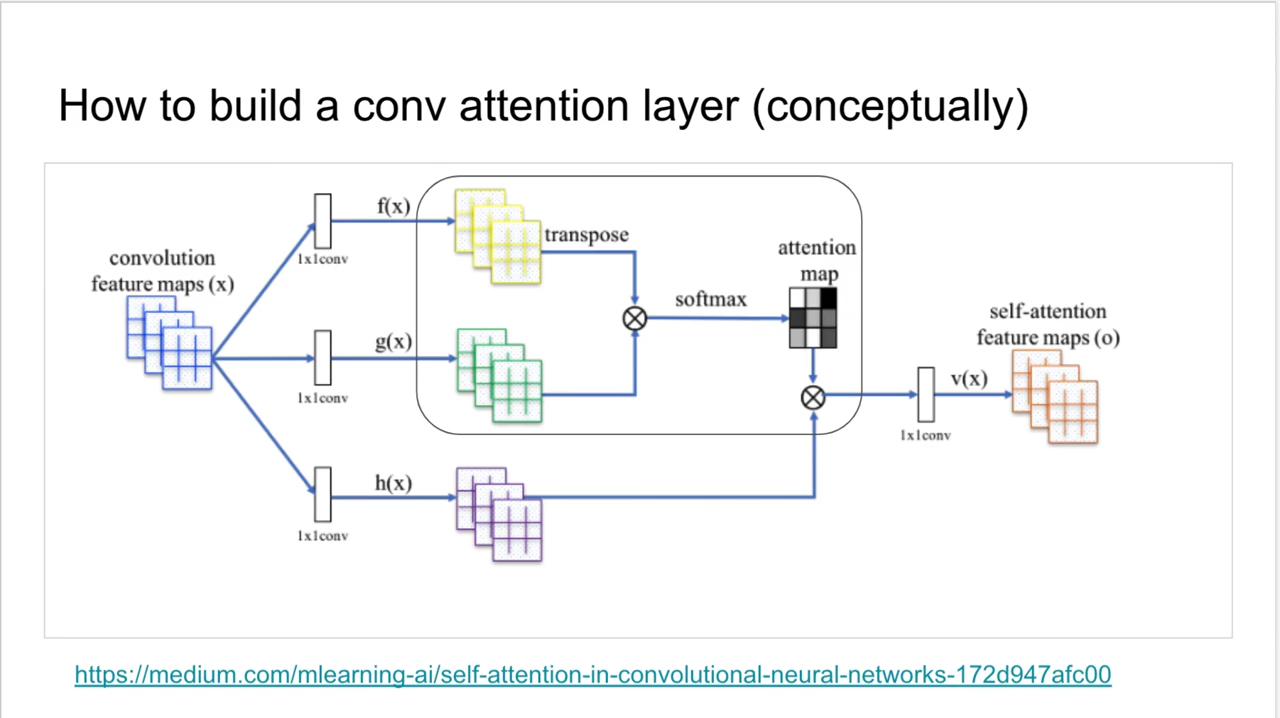 How to build a conv attention layer (conceptually)
convolution
feature maps (x)
1x1conv
f(x)
transpose
1x1conv
g(x)
1x1conv
h(x)
softmax
attention
map
1x1conv
v(x)
self-attention
feature maps (o)
https://medium.com/mlearning-ai/self-attention-in-convolutional-neural-networks-172d947afc00